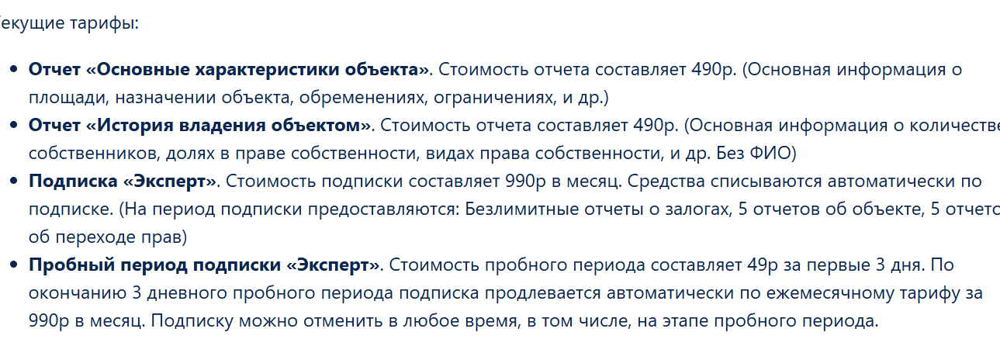 екущие тарифы:
• Отчет «Основные характеристики объекта». Стоимость отчета составляет 490р. (Основная информация о
площади, назначении объекта, обременениях, ограничениях, и др.)
• Отчет «История владения объектом». Стоимость отчета составляет 490р. (Основная информация о количестве
собственников, долях в праве собственности, видах права собственности, и др. Без ФИО)
• Подписка «Эксперт». Стоимость подписки составляет 990р в месяц. Средства списываются автоматически по
подписке. (На период подписки предоставляются: Безлимитные отчеты о залогах, 5 отчетов об объекте, 5 отчето
об переходе прав)
• Пробный период подписки «Эксперт». Стоимость пробного периода составляет 49р за первые 3 дня. По
окончанию 3 дневного пробного периода подписка продлевается автоматически по ежемесячному тарифу за
990р в месяц. Подписку можно отменить в любое время, в том числе, на этапе пробного периода.